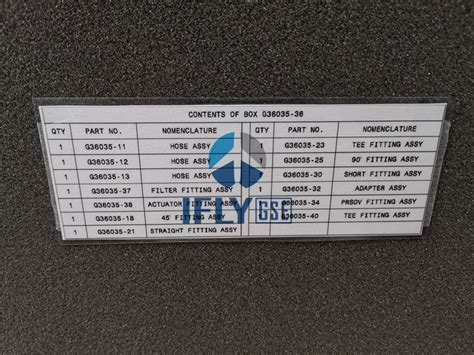 CONTENTS OF BOX G36035-36
QTY PART NO. NOMENCLATURE QTY PART NO. NOMENCLATURE
1 G36035-11 HOSE ASSY 1 G36035-23 TEE FITTING ASSY
1 G36035-12 HOSE ASSY G36035-25 90' FITTING ASSY
1 G36035-13 HOSE ASSY G36035-30 SHORT FITTING ASSY
1 G36035-37 FILTER FITTING ASSY 1 G36035-32 ADAPTER ASSY
1 G36035-38 ACTUATOR FITTING ASSY G36035-34 PRSOV FITTING ASSY
1 G36035-18 45' FITTING ASSY G36035-40 TEE FITTING ASSY
1 G36035-21 STRAIGHT FITTING ASSY
GSE